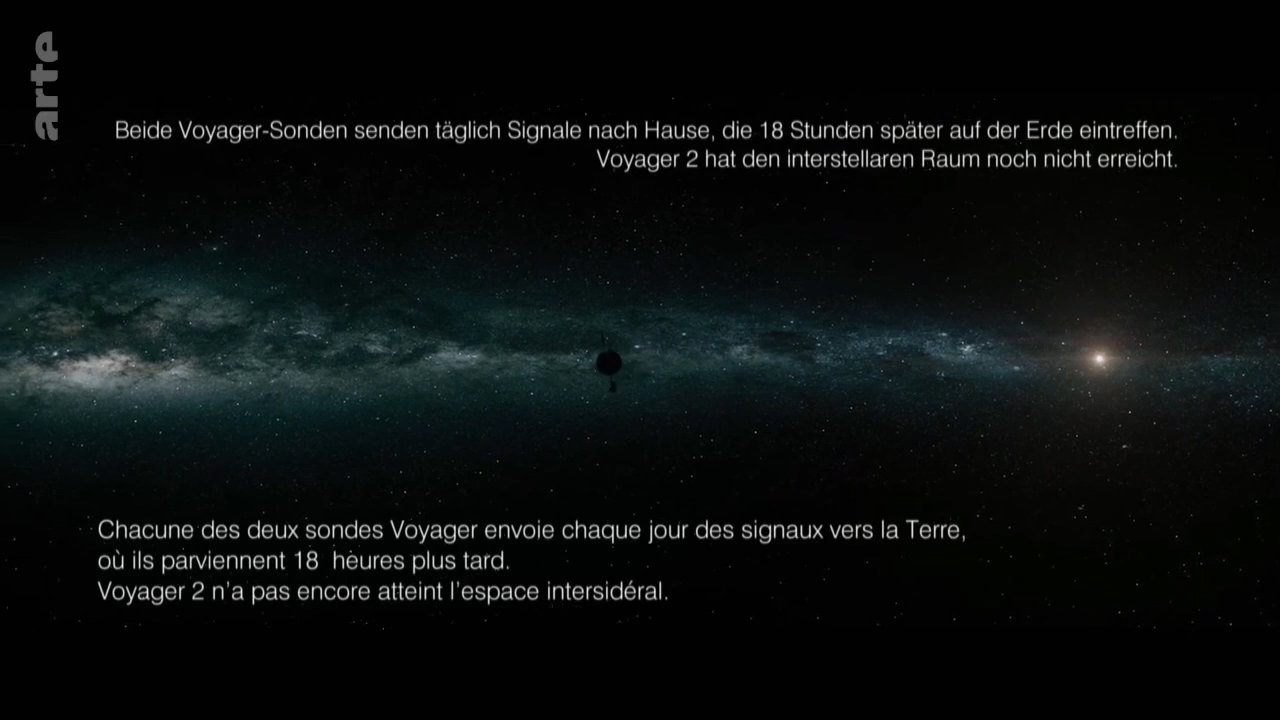 arte
Beide Voyager-Sonden senden täglich Signale nach Hause, die 18 Stunden später auf der Erde eintreffen.
Voyager 2 hat den interstellaren Raum noch nicht erreicht.
Chacune des deux sondes Voyager envoie chaque jour des signaux vers la Terre,
où ils parviennent 18  heures plus tard.
Voyager 2 n'a pas encore atteint l'espace intersidéral.